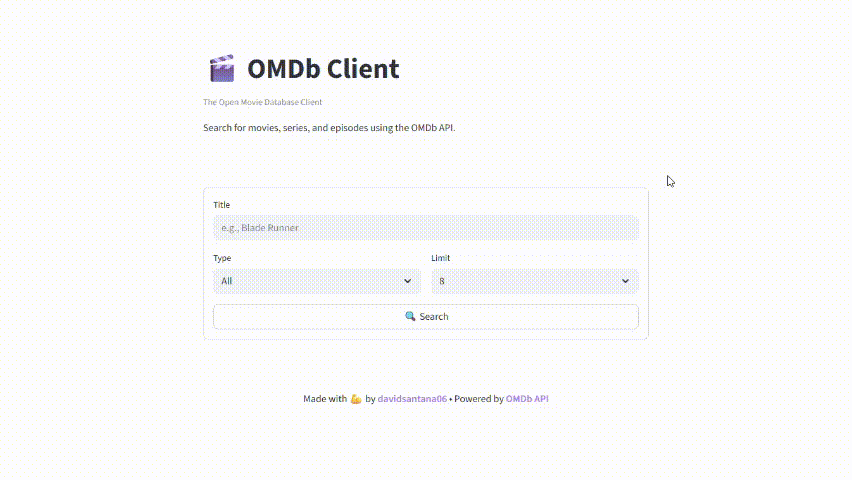 🎬 OMDb Client
The Open Movie Database Client
Search for movies, series, and episodes using the OMDb API.
Title
e.g., Blade Runner
Type
Limit
All
8
🔍 Search
Made with 💪 by davidsantana06 • Powered by OMDb API